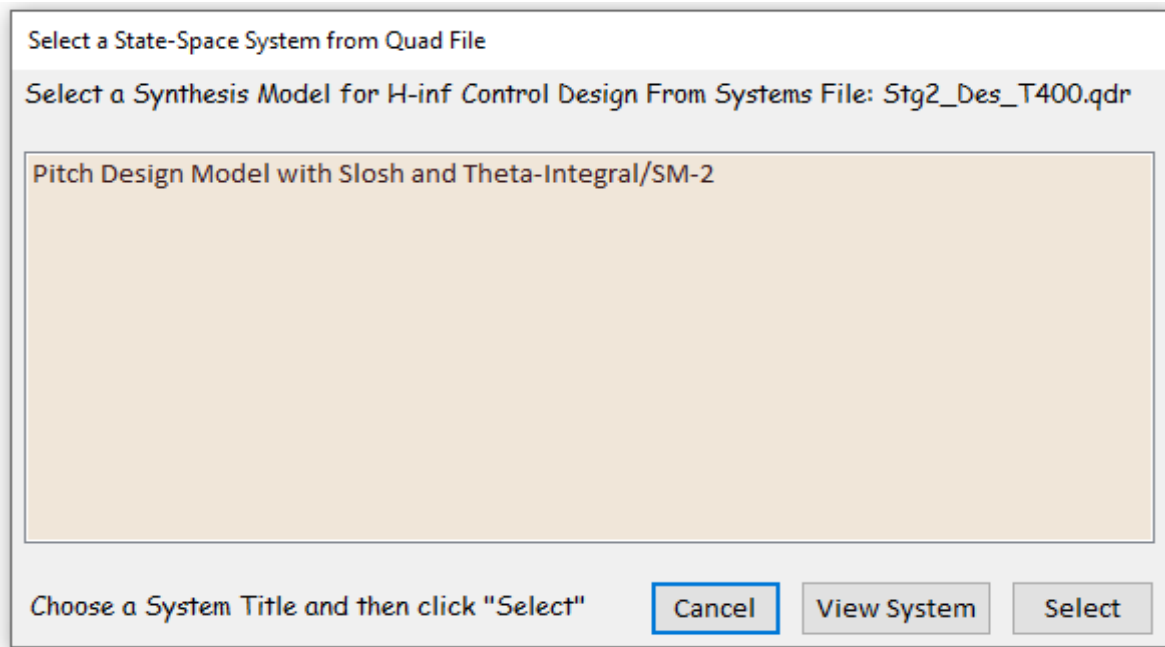 Select a State-Space System from Quad File
Select a Synthesis Model for H-inf Control Design From Systems File: Stg2_Des_T400.qdr
Pitch Design Model with Slosh and Theta-Integral/SM-2
Choose a System Title and then click "Select"
Cancel
View System
Select